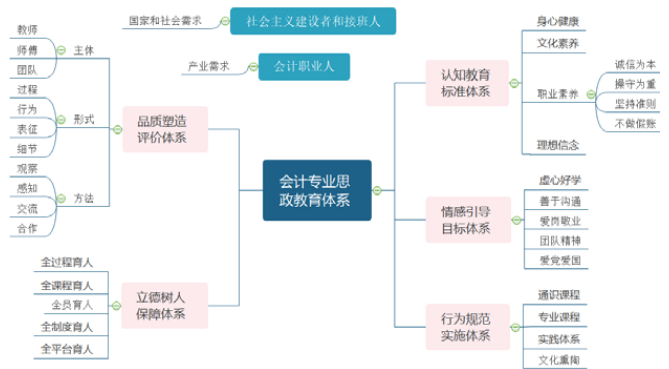 国家和社会需求
社会主义建设者和接班人
产业需求
会计职业人
教师
师傅
团队
主体
过程
行为
表征
细节
形式
观察
感知
交流
合作
方法
品质塑造
评价体系
全过程育人
全课程育人
全员育人
全制度育人
全平台育人
立德树人
保障体系
会计专业思
政教育体系
认知教育
标准体系
身心健康
文化素养
职业素养
诚信为本
操守为重
坚持准则
不做假账
理想信念
情感引导
目标体系
虚心好学
善于沟通
爱岗敬业
团队精神
爱党爱国
行为规范
实施体系
通识课程
专业课程
实践体系
文化熏陶